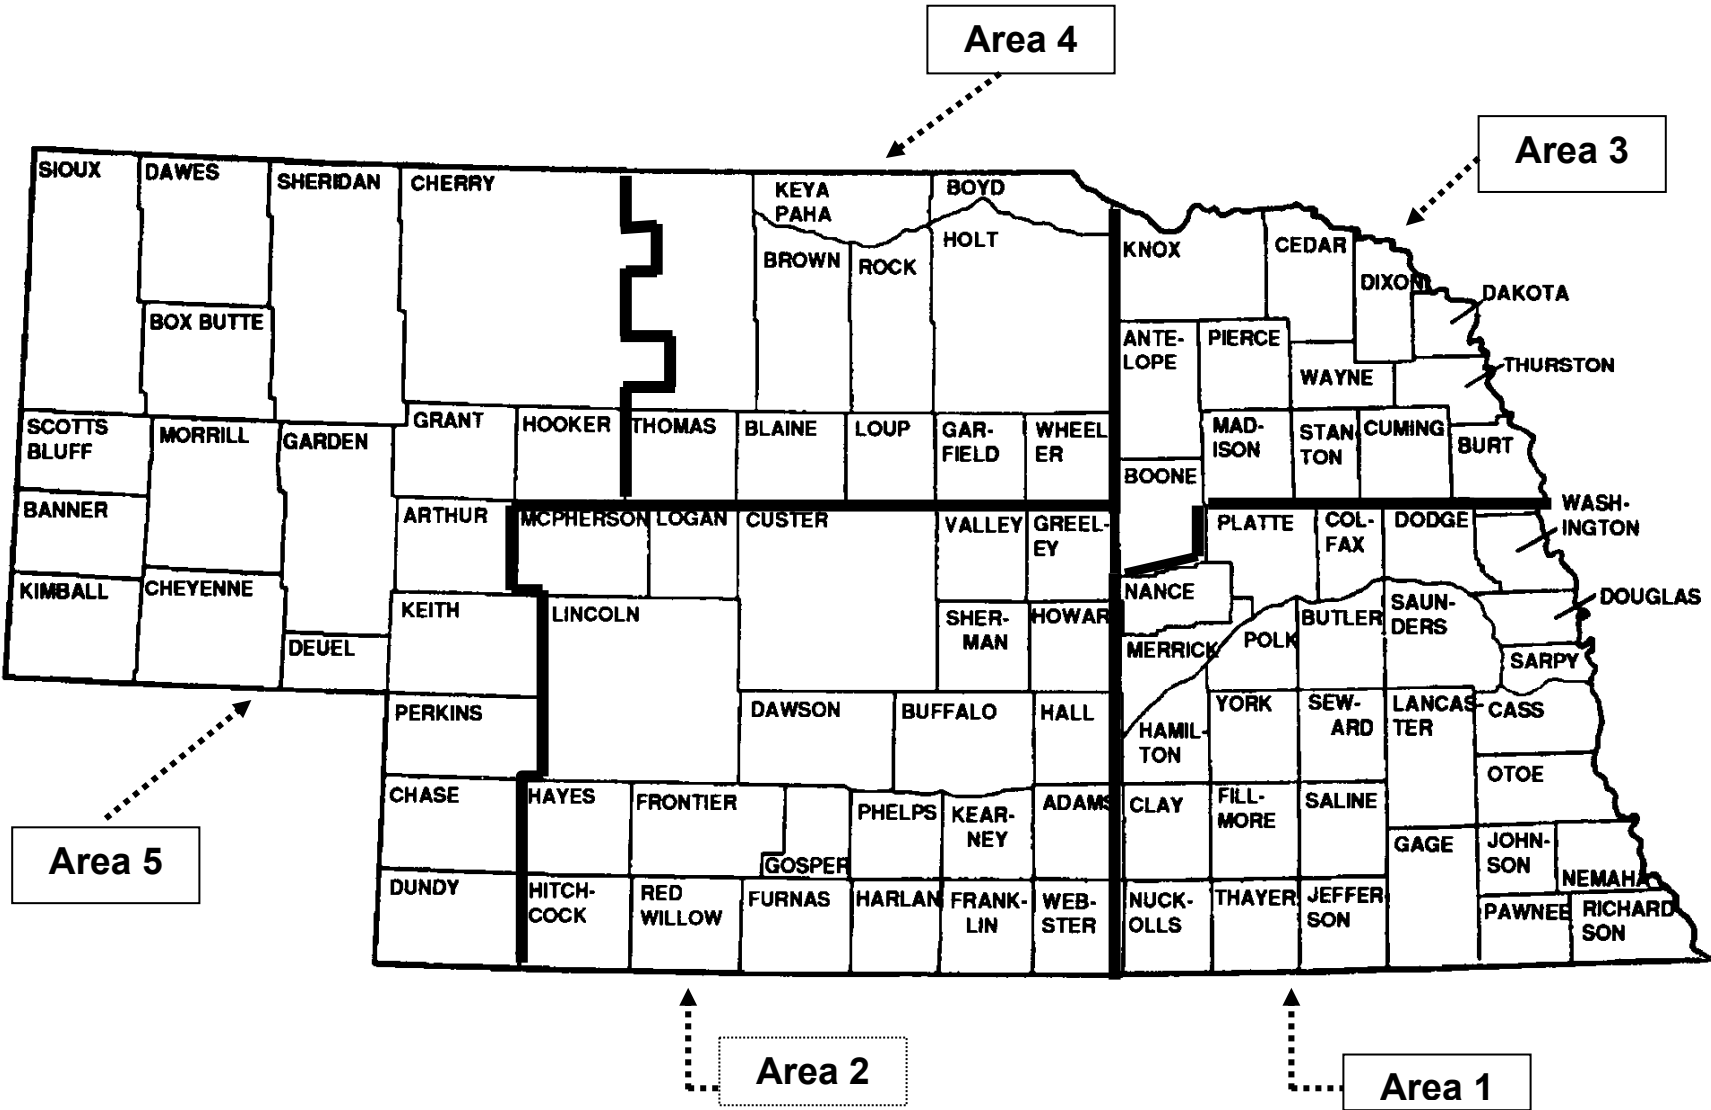 Area 4
Area 3
SIOUX
DAWES
SHERIDAN
CHERRY
KEYA
PAHA
BOYD
HOLT
BROWN
ROCK
KNOX
CEDAR
DIXON
DAKOTA
BOX BUTTE
ANTE-
LOPE
PIERCE
WAYNE
THURSTON
SCOTTS
BLUFF
MORRILL
GARDEN
GRANT
HOOKER
THOMAS
BLAINE
LOUP
GAR-
FIELD
WHEEL
ER
MAD-
ISON
STAN
TON
CUMING
BURT
BOONE
BANNER
ARTHUR
MCPHERSON
LOGAN
CUSTER
VALLEY
GREEL-
EY
PLATTE
COL-
FAX
DODGE
WASH-
INGTON
KIMBALL
CHEYENNE
KEITH
LINCOLN
SHER-
MAN
HOWAR
NANCE
MERRICK
POLK
BUTLER
SAUN-
DERS
DOUGLAS
DEUEL
SARPY
PERKINS
DAWSON
BUFFALO
HALL
HAMIL-
TON
YORK
SEW-
ARD
LANCAS-
TER
CASS
OTOE
CHASE
HAYES
FRONTIER
GOSPER
PHELPS
KEAR-
NEY
ADAMS
CLAY
FILL-
MORE
SALINE
GAGE
JOHN-
SON
NEMAHA
Area 5
DUNDY
HITCH-
COCK
RED
WILLOW
FURNAS
HARLAN
FRANK-
LIN
WEB-
STER
NUCK-
OLLS
THAYER
JEFFER
SON
PAWNEE
RICHARD
SON
Area 2
Area 1